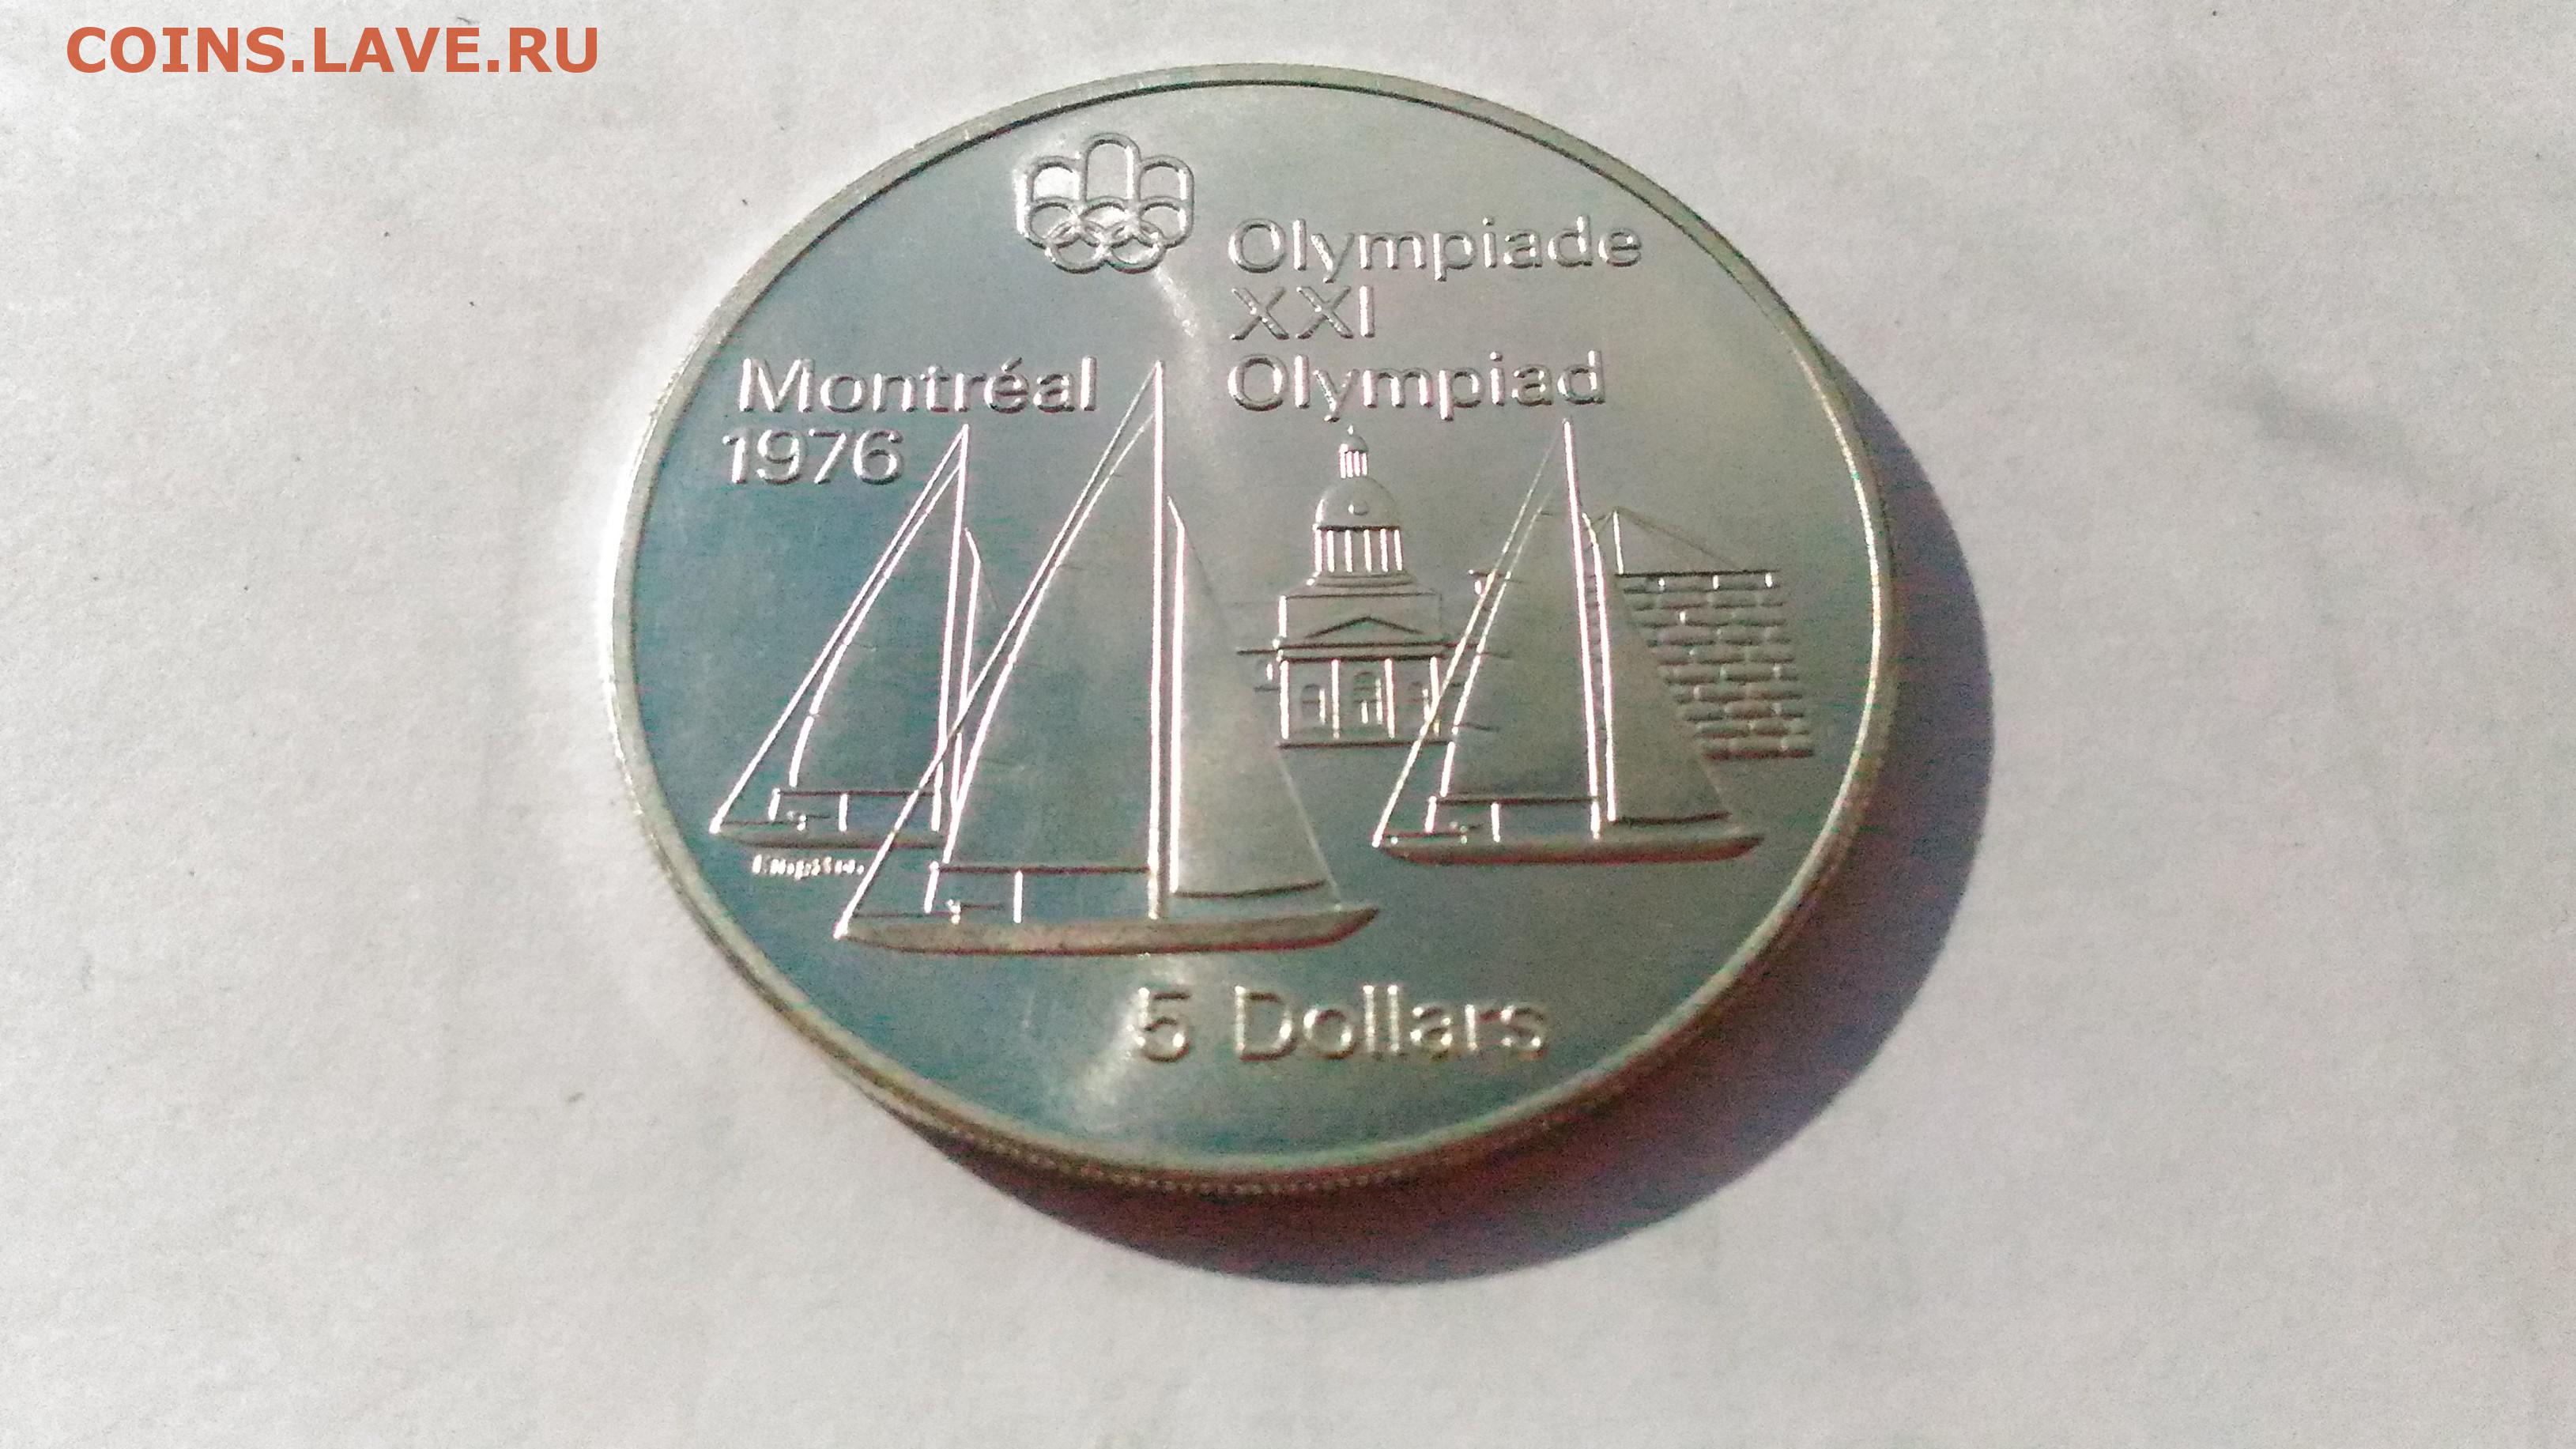 COINS.LAVE.RU
Olympiade
XXI
Olympiad
Montréal
1976
5 Dollars